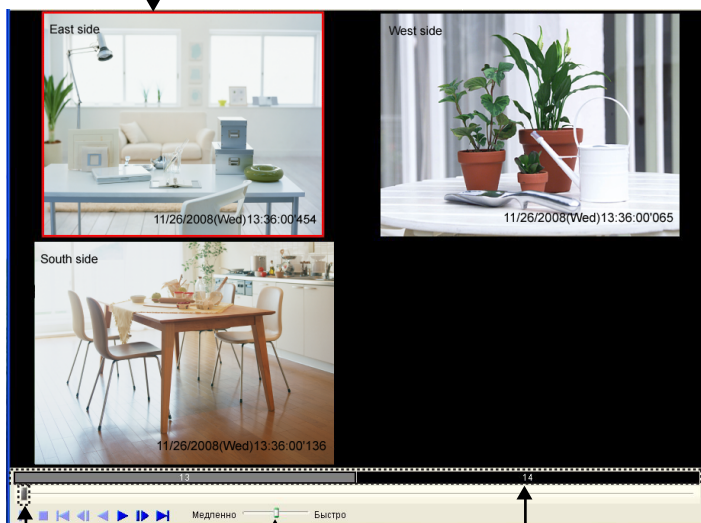 East side
West side
11/26/2008(Wed)13:36:00'454
11/26/2008(Wed)13:36:00'065
South side
11/26/2008(Wed)13:36:00'136
13
14
Медленно
Быстро